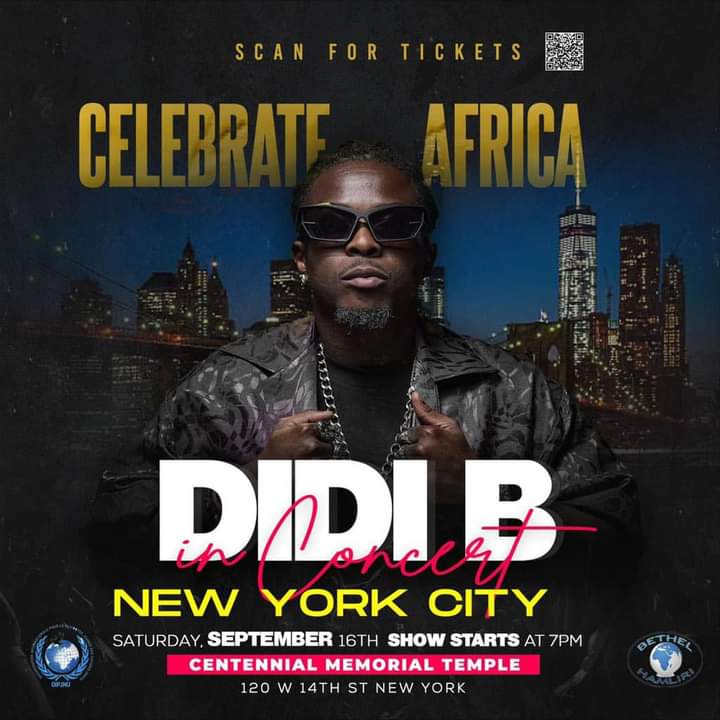 SCAN FOR TICKETS
CELEBRATE AFRICA
DIDI B
in Concert
NEW YORK CITY
SATURDAY, SEPTEMBER 16TH SHOW STARTS AT 7PM
CENTENNIAL MEMORIAL TEMPLE
120 W 14TH ST NEW YORK
BETHEL
HAMLIRI